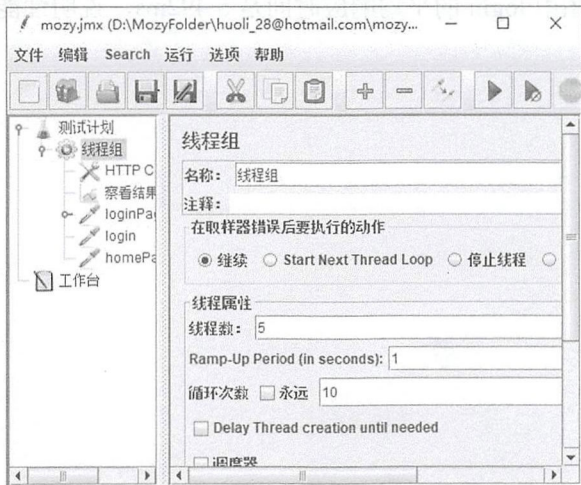 mozy.jmx (D:\MozyFolder\huoli_28@hotmail.com\mozy...
文件 编辑 Search 运行 选项 帮助
测试计划
线程组
HTTP C
察看结果
loginPa
login
homePa
工作台
线程组
名称： 线程组
注释：
在取样器错误后要执行的动作
继续 Start Next Thread Loop 停止线程
线程属性
线程数： 5
Ramp-Up Period (in seconds): 1
循环次数 永远 10
Delay Thread creation until needed
调度器